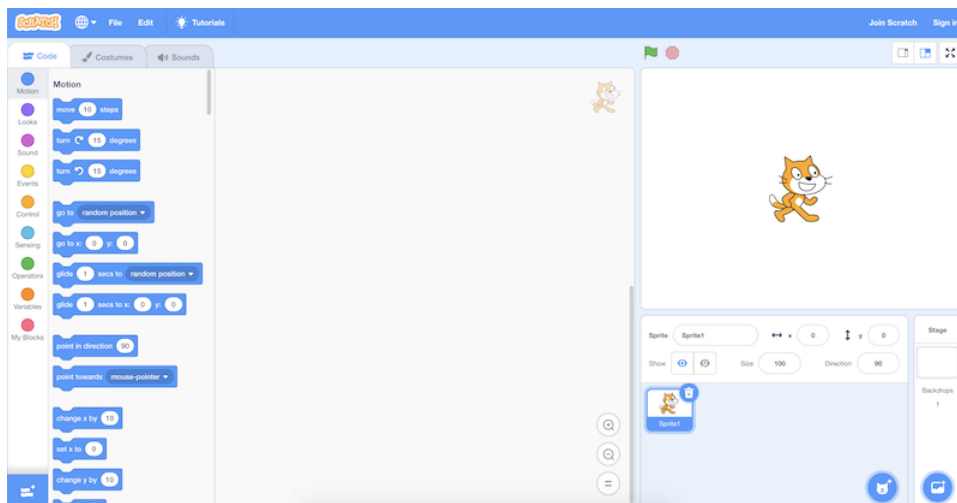 SCRATCH File Edit Tutorials Join Scratch Sign in
Code Costumes Sounds
Motion
Looks
Sound
Events
Control
Sensing
Operators
Variables
My Blocks
Motion
move 10 steps
turn 15 degrees
turn 15 degrees
go to random position
go to x: 0 y: 0
glide 1 secs to random position
glide 1 secs to x: 0 y: 0
point in direction 90
point towards mouse-pointer
change x by 10
set x to 0
change y by 10
Sprite Sprite1 x 0 y 0
Show Size 100 Direction 90
Sprite1
Stage
Backdrops
1